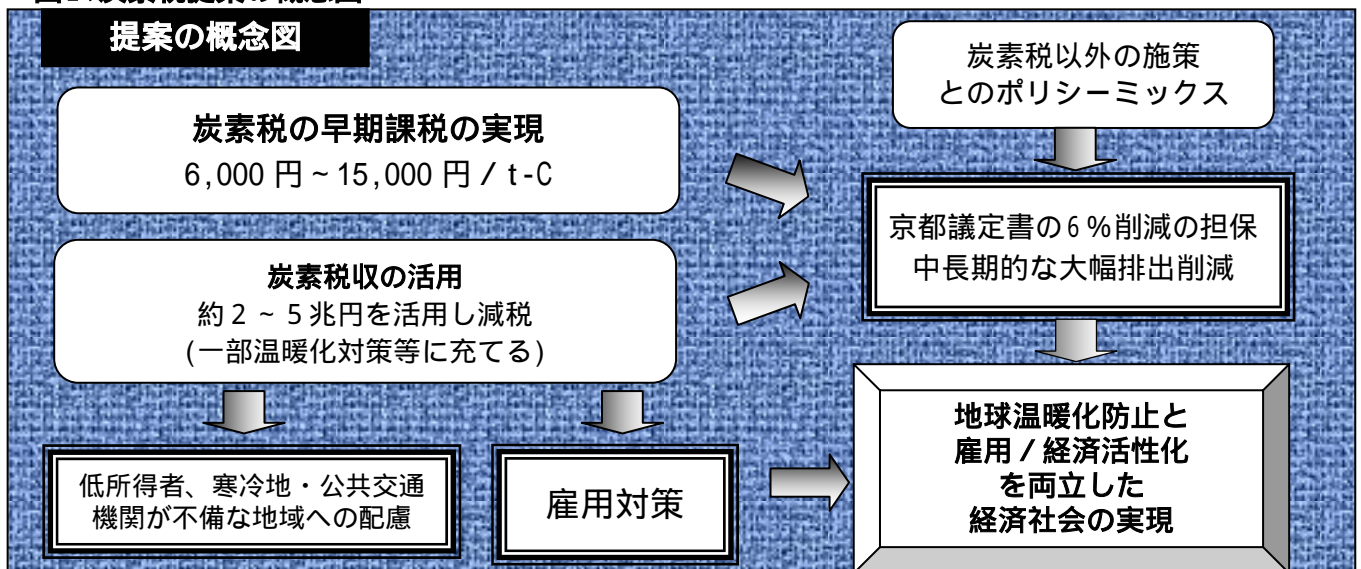 提案の概念図
炭素税の早期課税の実現
6,000 円～15,000 円 / t-C
炭素税収の活用
約２～５兆円を活用し減税
(一部温暖化対策等に充てる)
低所得者、寒冷地・公共交通
機関が不備な地域への配慮
雇用対策
炭素税以外の施策
とのポリシーミックス
京都議定書の6％削減の担保
中長期的な大幅排出削減
地球温暖化防止と
雇用 / 経済活性化
を両立した
経済社会の実現